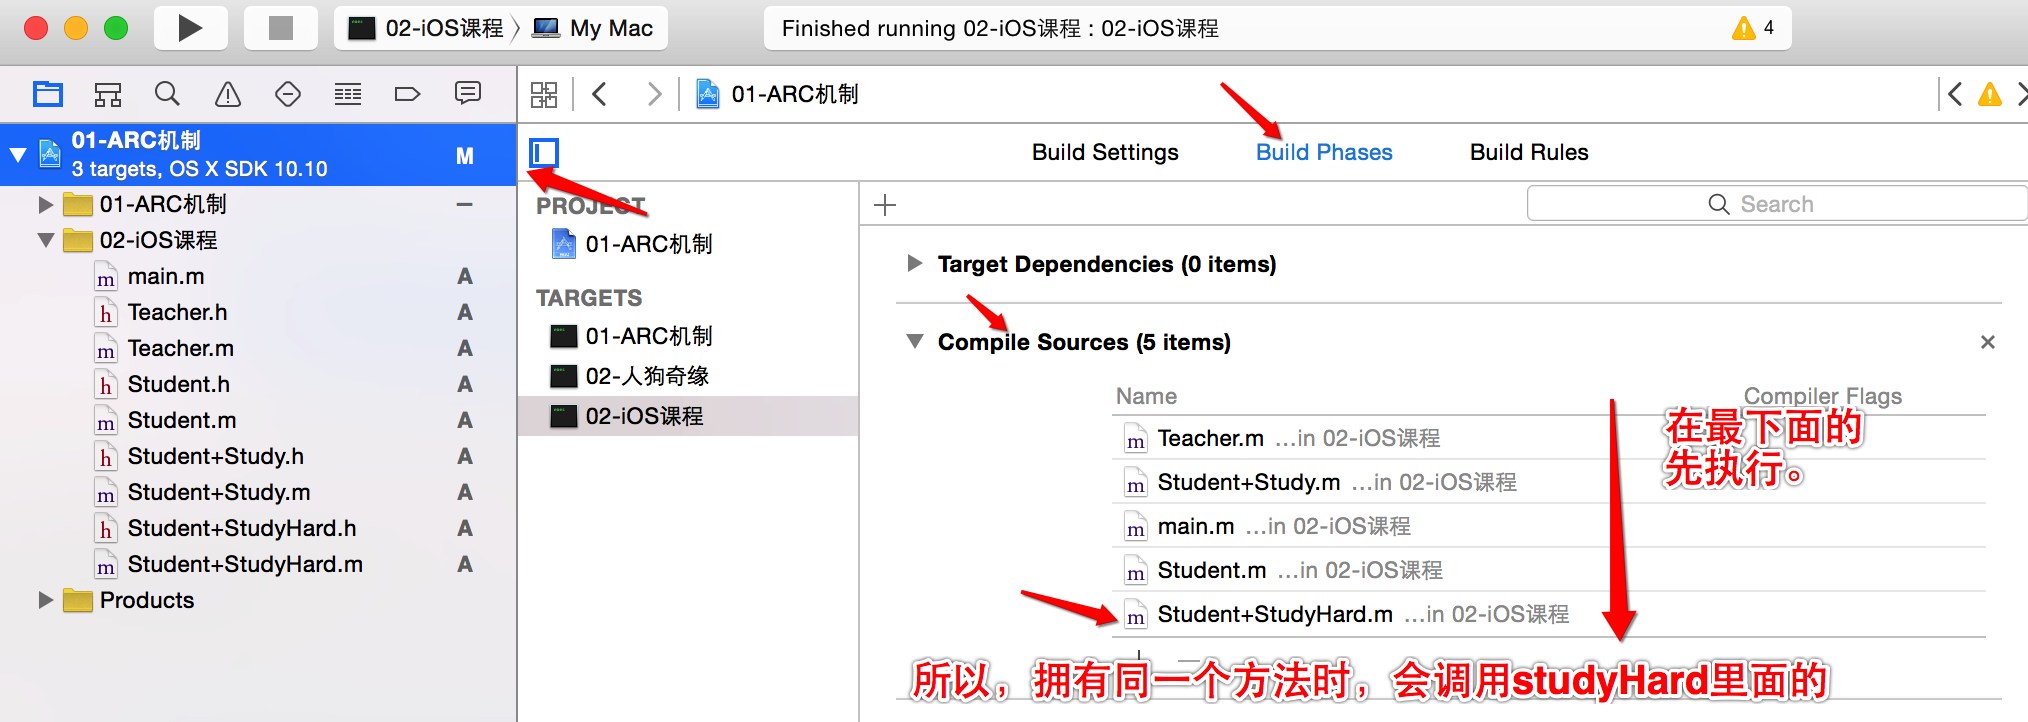 02-iOS课程 My Mac
Finished running 02-iOS课程 : 02-iOS课程
4
01-ARC机制
3 targets, OS X SDK 10.10
M
01-ARC机制
02-iOS课程
main.m A
Teacher.h A
Teacher.m A
Student.h A
Student.m A
Student+Study.h A
Student+Study.m A
Student+StudyHard.h A
Student+StudyHard.m A
Products
01-ARC机制
Build Settings Build Phases Build Rules
PROJECT
01-ARC机制
TARGETS
01-ARC机制
02-人狗奇缘
02-iOS课程
Search
Target Dependencies (0 items)
Compile Sources (5 items)
Name Compiler Flags
Teacher.m ...in 02-iOS课程
Student+Study.m ...in 02-iOS课程
main.m ...in 02-iOS课程
Student.m ...in 02-iOS课程
Student+StudyHard.m ...in 02-iOS课程
在最下面的
先执行。
所以，拥有同一个方法时，会调用studyHard里面的